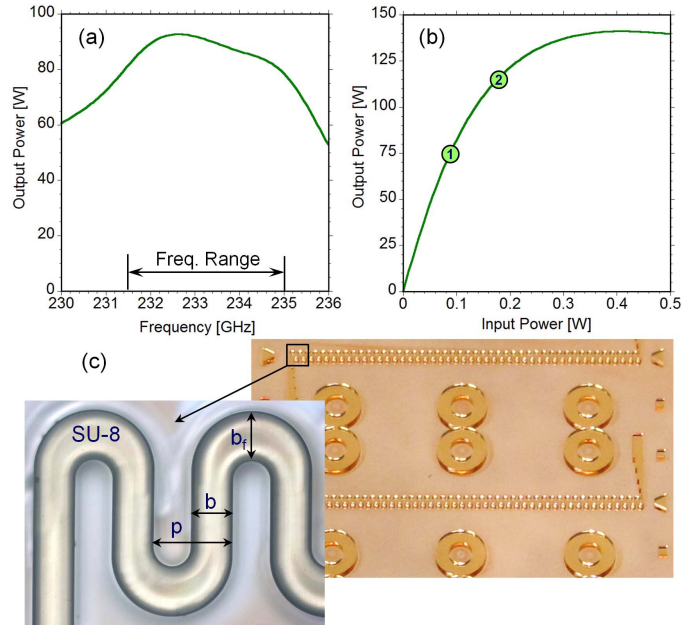 (a)
Output Power [W]
100
80
60
40
20
0
Freq. Range
230 231 232 233 234 235 236
Frequency [GHz]
(b)
Output Power [W]
150
125
100
75
50
25
0
1
2
0 0.1 0.2 0.3 0.4 0.5
Input Power [W]
(c)
SU-8
bf
b
p